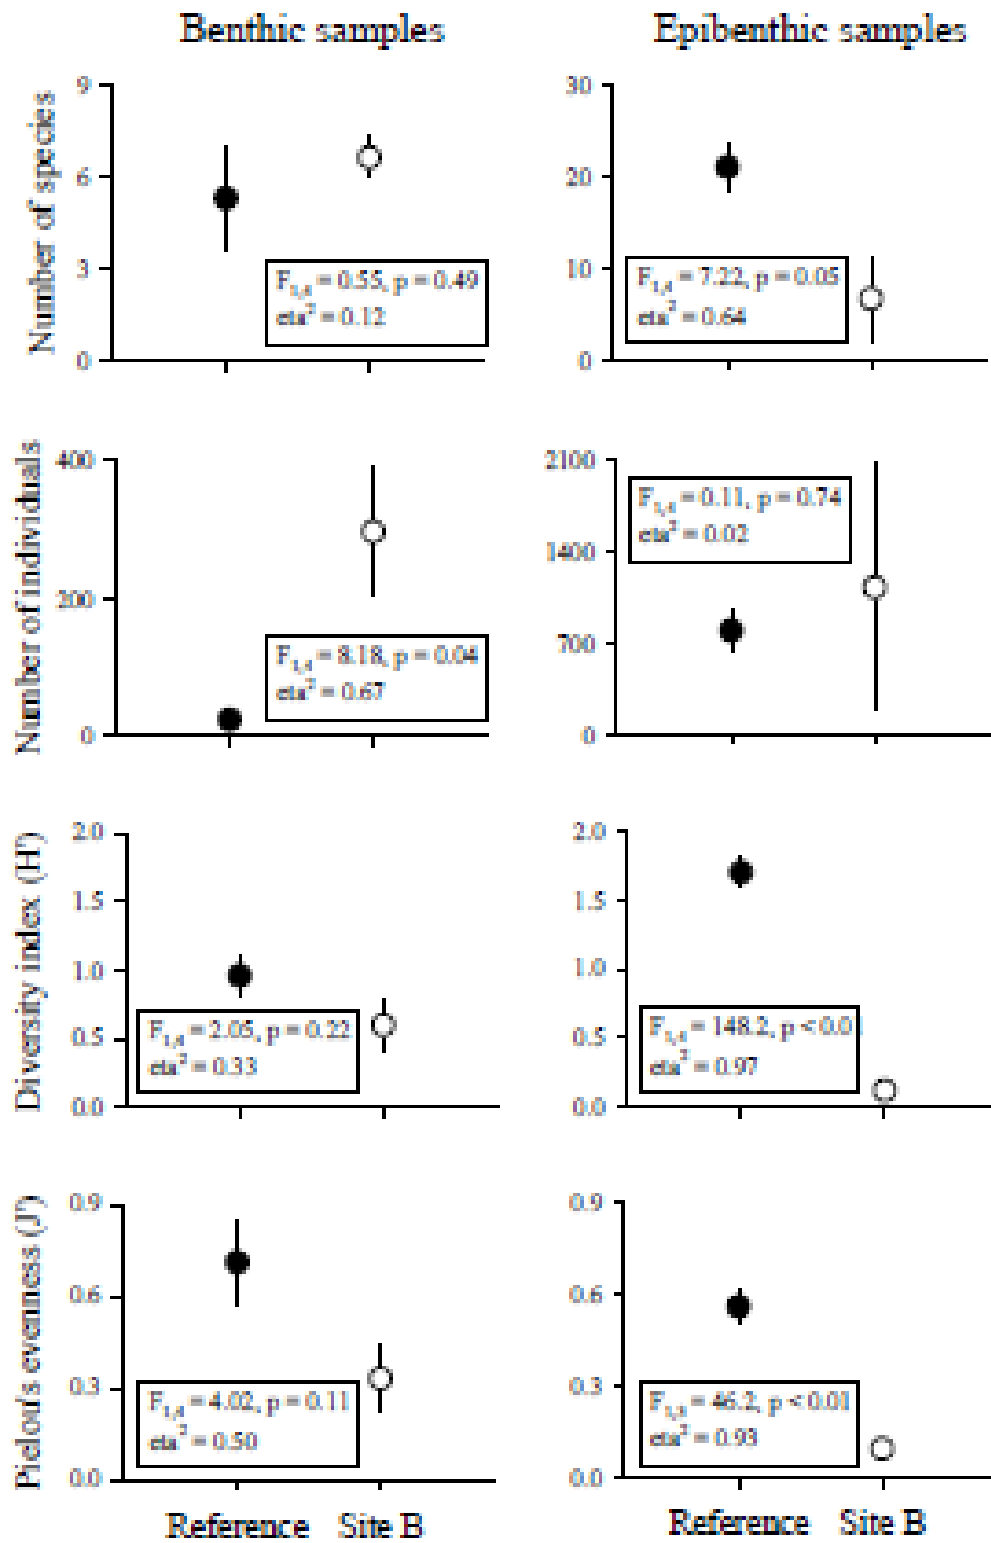 Benthic samples
Epibenthic samples
Number of species
9
6
3
0
F1,4 = 0.55, p = 0.49
eta² = 0.12
30
20
10
0
F1,4 = 7.22, p = 0.05
eta² = 0.64
Number of individuals
400
200
0
F1,4 = 8.18, p = 0.04
eta² = 0.67
2100
1400
700
0
F1,4 = 0.11, p = 0.74
eta² = 0.02
Diversity index (H')
2.0
1.5
1.0
0.5
0.0
F1,4 = 2.05, p = 0.22
eta² = 0.33
2.0
1.5
1.0
0.5
0.0
F1,4 = 148.2, p < 0.0
eta² = 0.97
Pielou's evenness (J')
0.9
0.6
0.3
0.0
F1,4 = 4.02, p = 0.11
eta² = 0.50
0.9
0.6
0.3
0.0
F1,4 = 46.2, p < 0.01
eta² = 0.93
Reference
Site B
Reference
Site B